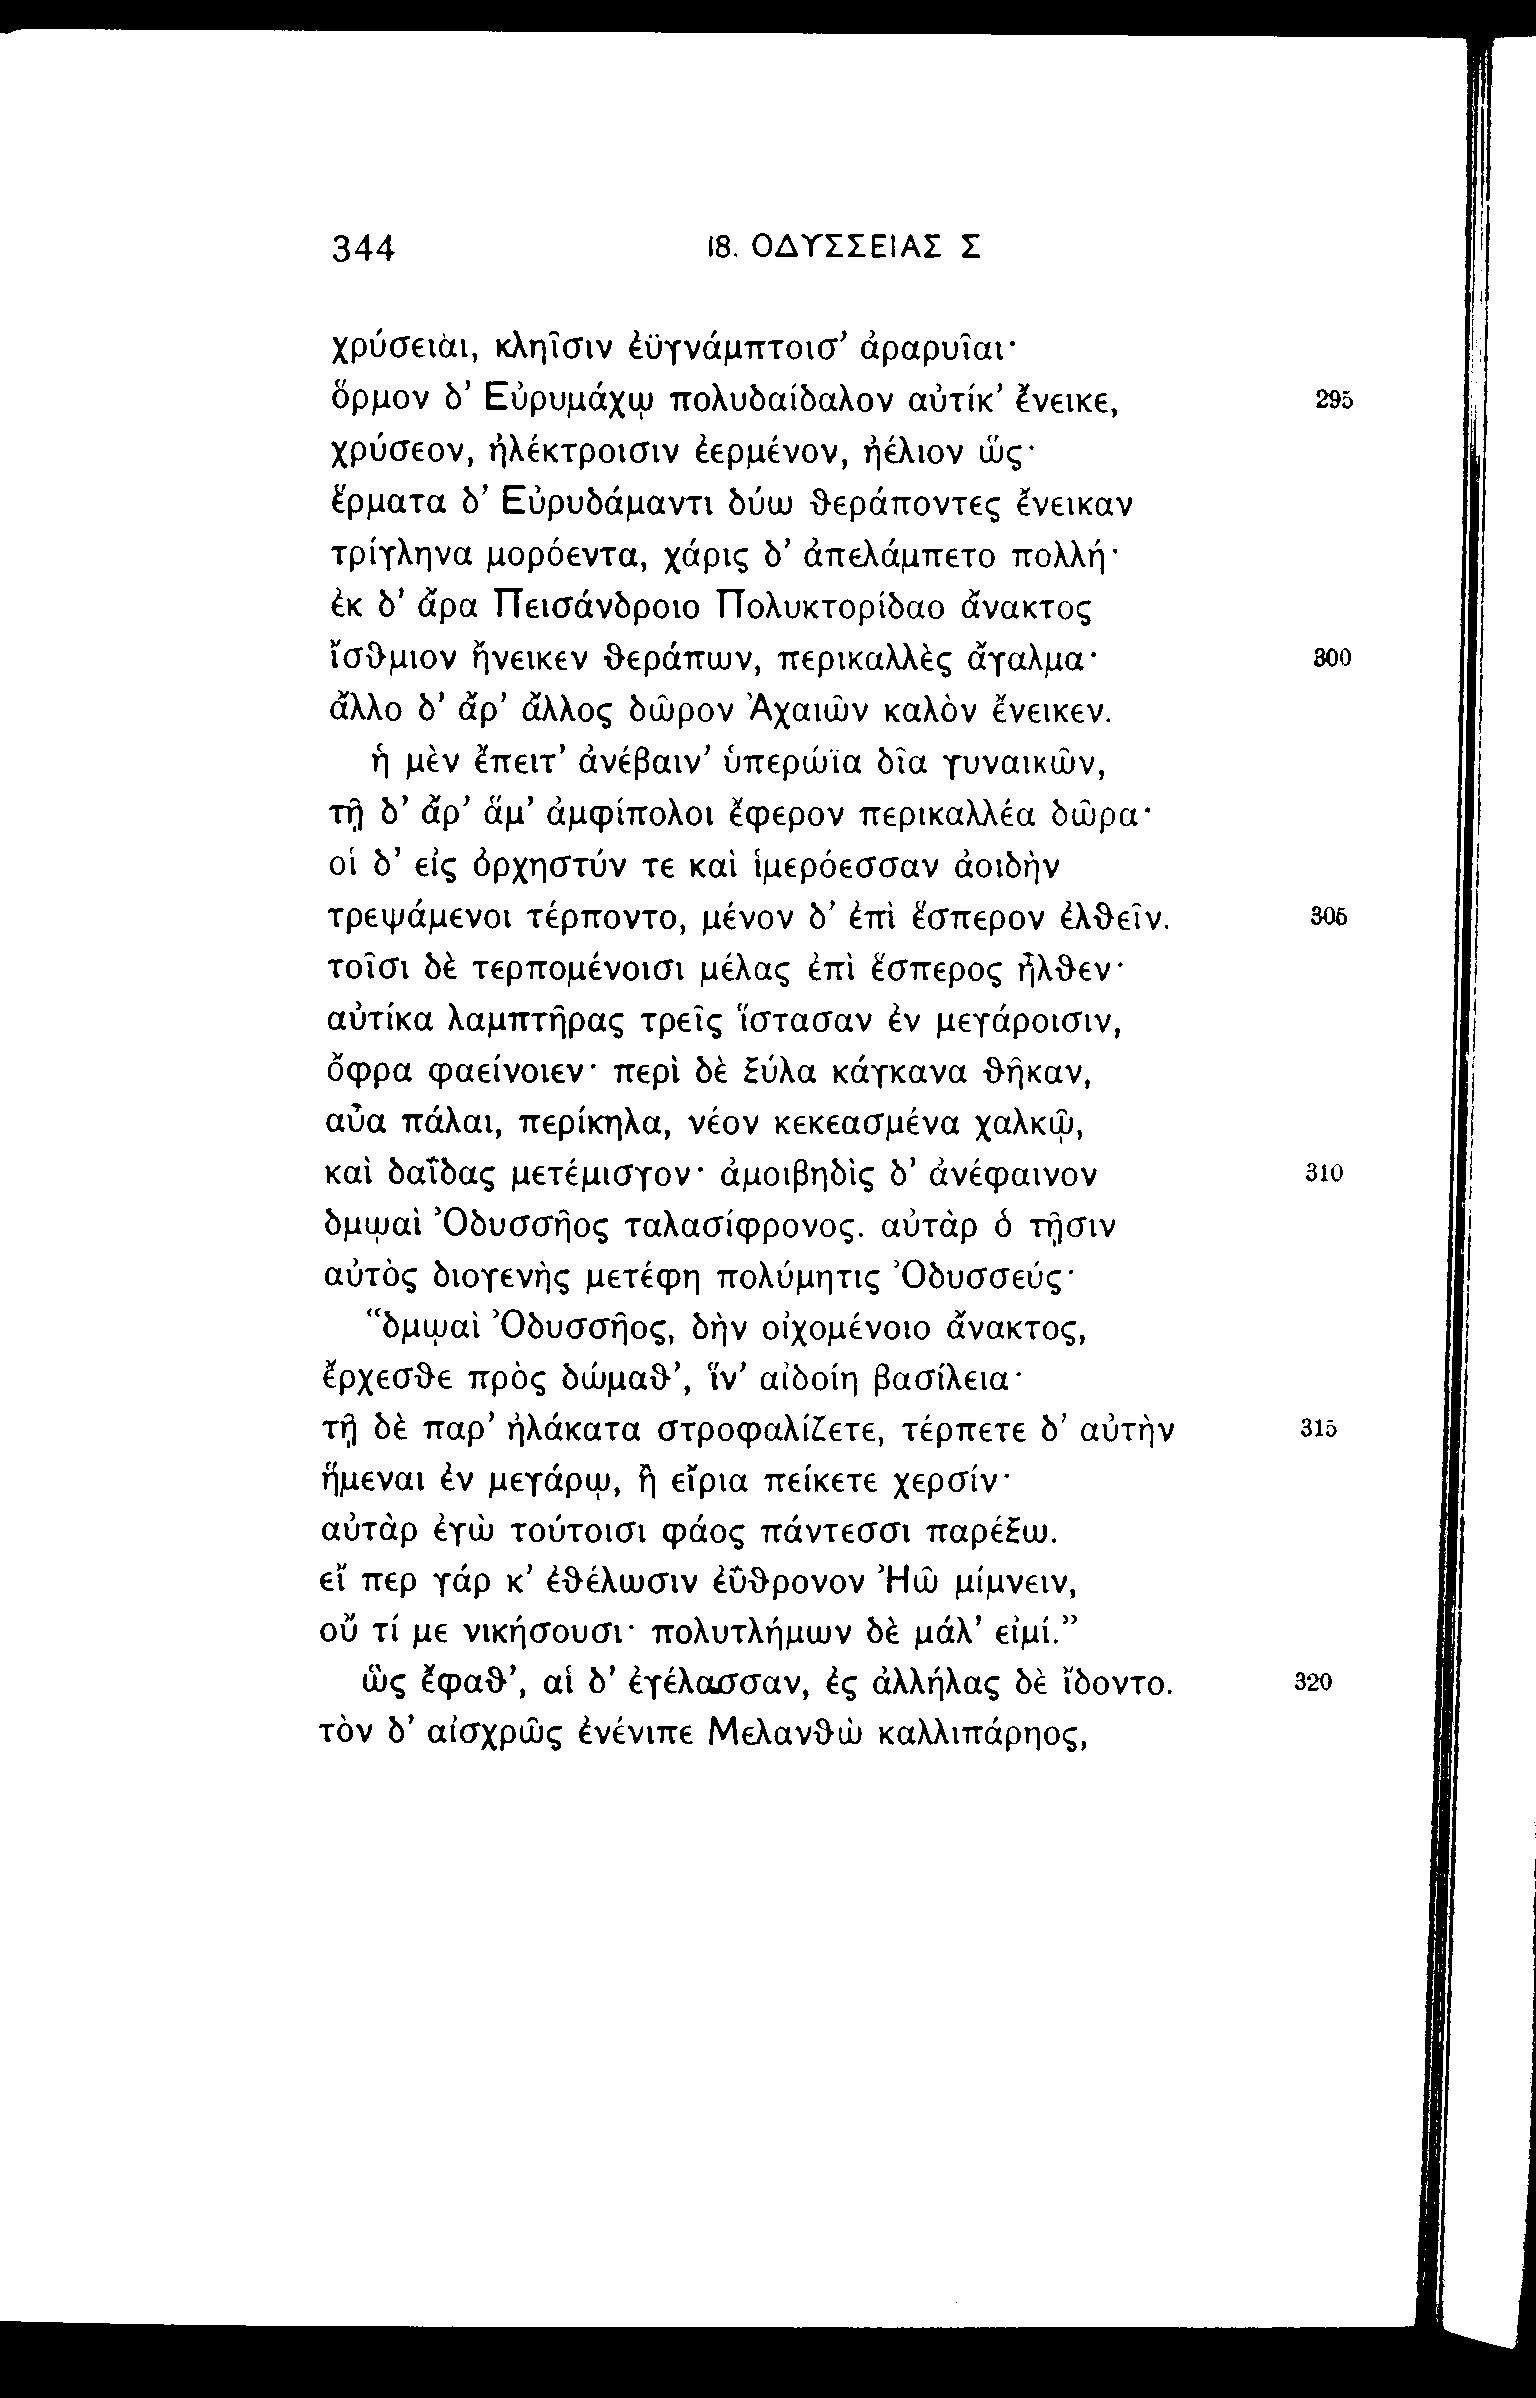 344 18. ΟΔΥΣΣΕΙΑΣ Σ
χρύσειαι, κληῖσιν ἐϋγνάμπτοισ’ ἀραρυῖαι·
ὅρμον δ’ Εὐρυμάχῳ πολυδαίδαλον αὐτίκ’ ἔνεικε, 295
χρύσεον, ἠλέκτροισιν ἐερμένον, ἠέλιον ὥς·
ἕρματα δ’ Εὐρυδάμαντι δύω θεράποντες ἔνεικαν
τρίγληνα μορόεντα, χάρις δ’ ἀπελάμπετο πολλή·
ἐκ δ’ ἄρα Πεισάνδροιο Πολυκτορίδαο ἄνακτος
ἴσθμιον ἤνεικεν θεράπων, περικαλλὲς ἄγαλμα· 300
ἄλλο δ’ ἄρ’ ἄλλος δῶρον Ἀχαιῶν καλὸν ἔνεικεν.
ἡ μὲν ἔπειτ’ ἀνέβαιν’ ὑπερώϊα δῖα γυναικῶν,
τῇ δ’ ἄρ’ ἅμ’ ἀμφίπολοι ἔφερον περικαλλέα δῶρα·
οἱ δ’ εἰς ὀρχηστύν τε καὶ ἱμερόεσσαν ἀοιδὴν
τρεψάμενοι τέρποντο, μένον δ’ ἐπὶ ἕσπερον ἐλθεῖν. 305
τοῖσι δὲ τερπομένοισι μέλας ἐπὶ ἕσπερος ἦλθεν·
αὐτίκα λαμπτῆρας τρεῖς ἵστασαν ἐν μεγάροισιν,
ὄφρα φαείνοιεν· περὶ δὲ ξύλα κάγκανα θῆκαν,
αὖα πάλαι, περίκηλα, νέον κεκεασμένα χαλκῷ,
καὶ δαΐδας μετέμισγον· ἀμοιβηδὶς δ’ ἀνέφαινον 310
δμῳαὶ Ὀδυσσῆος ταλασίφρονος. αὐτὰρ ὁ τῇσιν
αὐτὸς διογενὴς μετέφη πολύμητις Ὀδυσσεύς·
“δμῳαὶ Ὀδυσσῆος, δὴν οἰχομένοιο ἄνακτος,
ἔρχεσθε πρὸς δώμαθ’, ἵν’ αἰδοίη βασίλεια·
τῇ δὲ παρ’ ἠλάκατα στροφαλίζετε, τέρπετε δ’ αὐτὴν 315
ἥμεναι ἐν μεγάρῳ, ἢ εἴρια πείκετε χερσίν·
αὐτὰρ ἐγὼ τούτοισι φάος πάντεσσι παρέξω.
εἴ περ γάρ κ’ ἐθέλωσιν ἐΰθρονον Ἠῶ μίμνειν,
οὔ τί με νικήσουσι· πολυτλήμων δὲ μάλ’ εἰμί.”
ὣς ἔφαθ’, αἱ δ’ ἐγέλασσαν, ἐς ἀλλήλας δὲ ἴδοντο. 320
τὸν δ’ αἰσχρῶς ἐνένιπε Μελανθὼ καλλιπάρηος,